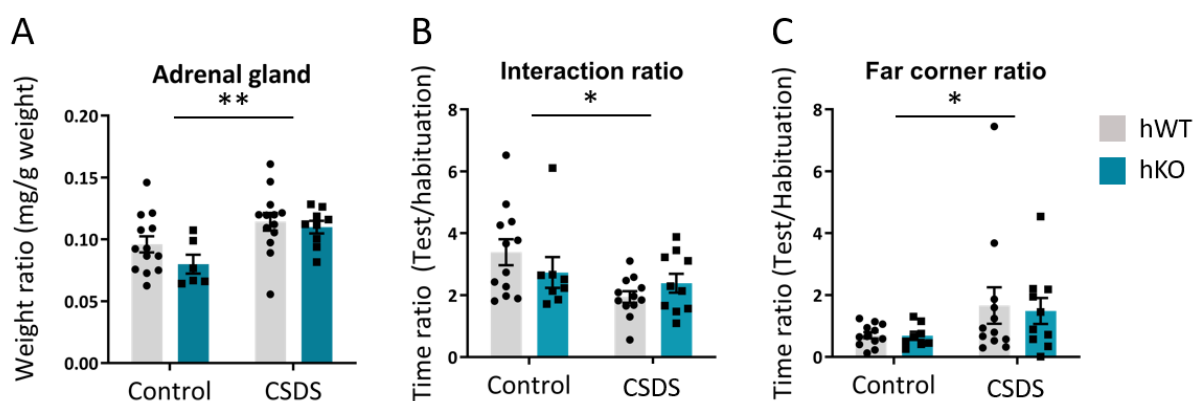 A
Adrenal gland
**
Weight ratio (mg/g weight)
0.20
0.15
0.10
0.05
0.00
Control
CSDS
B
Interaction ratio
*
Time ratio (Test/habituation)
8
6
4
2
0
Control
CSDS
C
Far corner ratio
*
Time ratio (Test/Habituation)
8
6
4
2
0
Control
CSDS
hWT
hKO